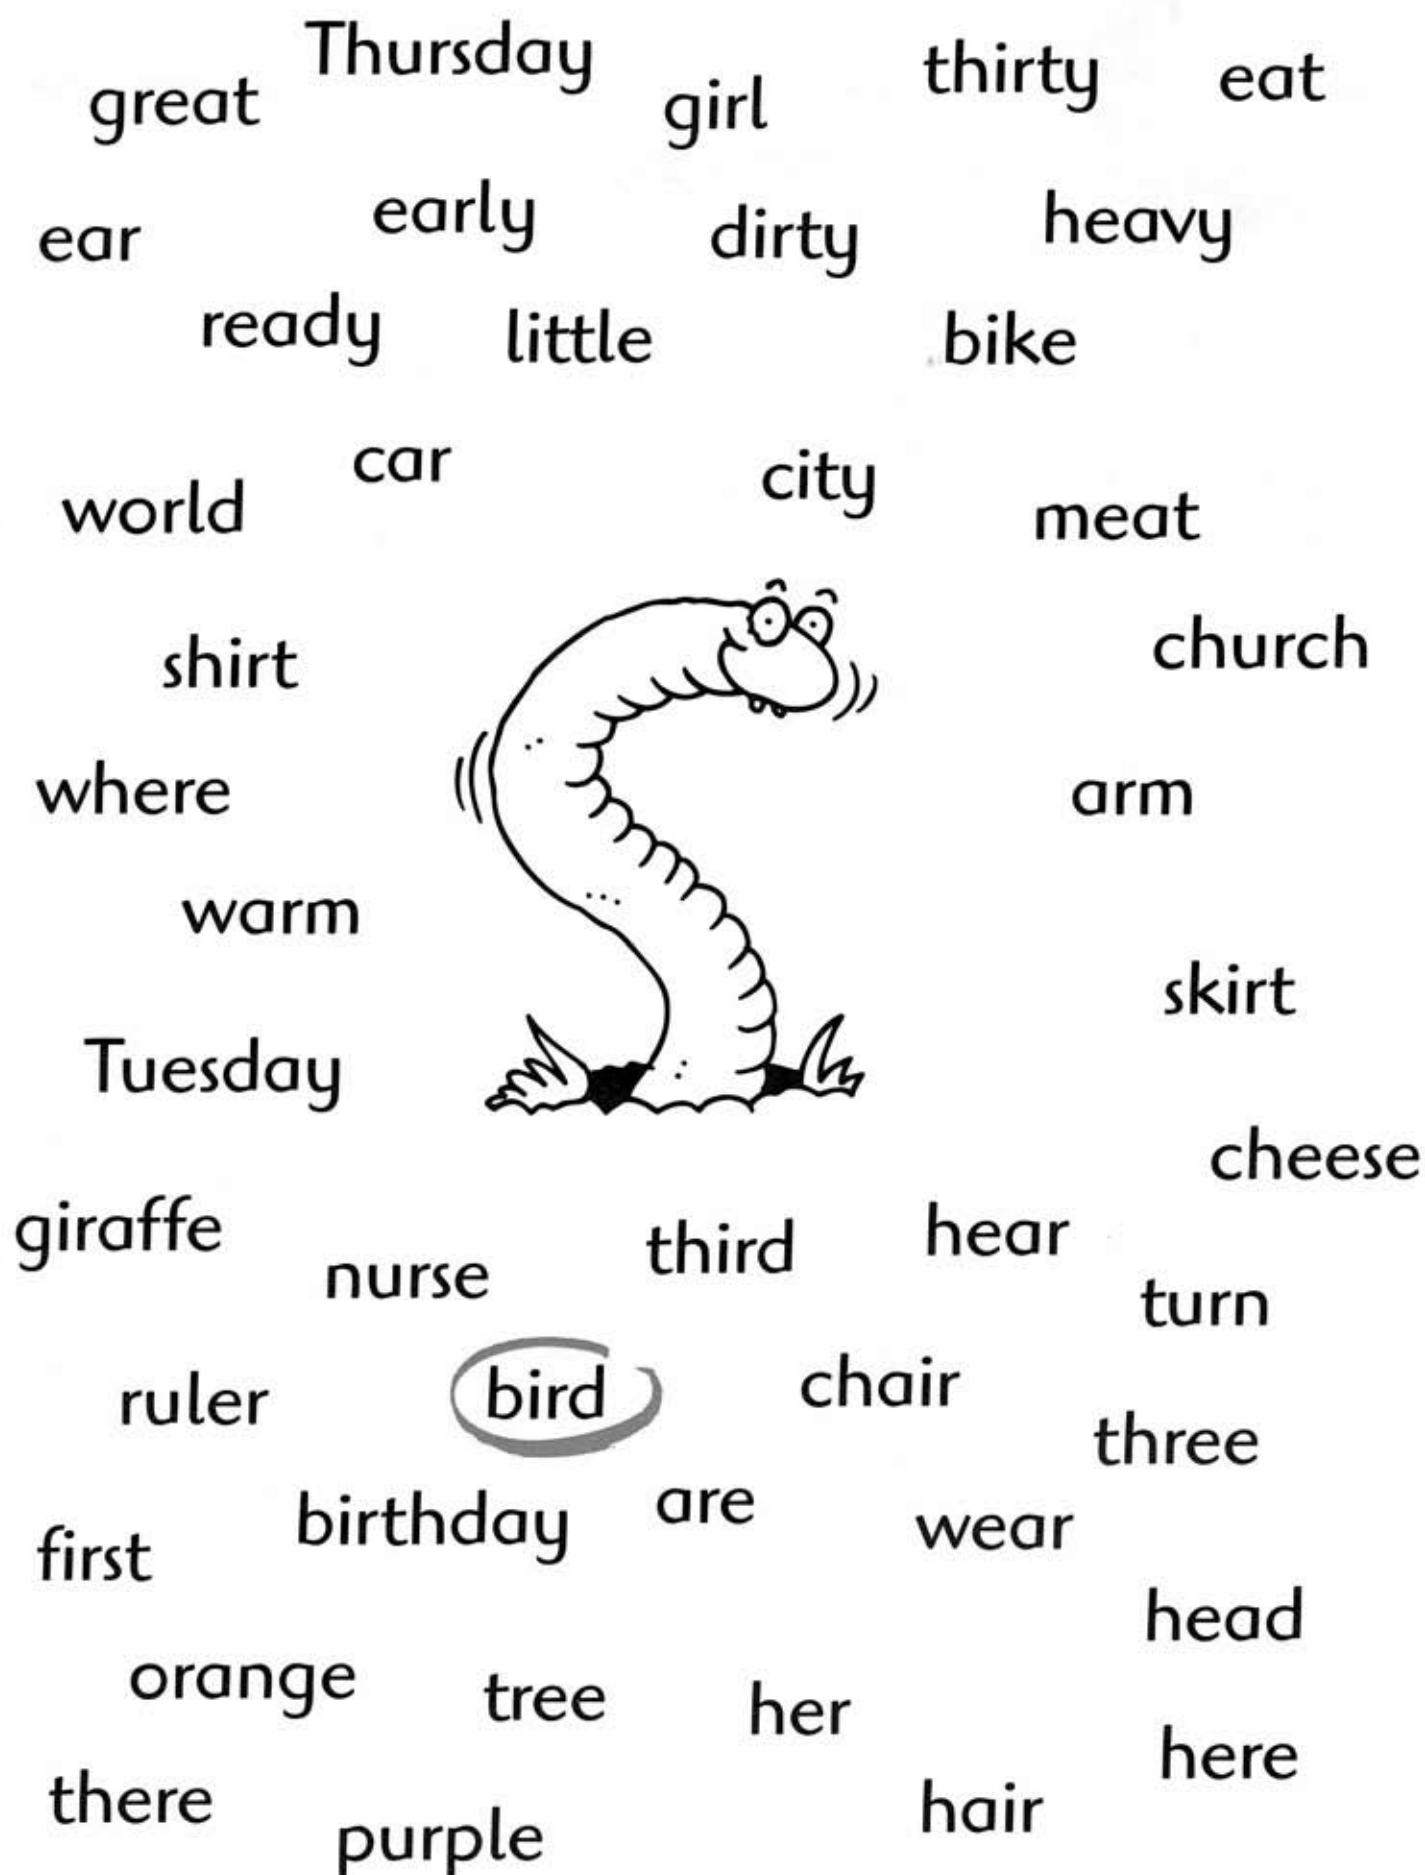 Thursday
great
girl
thirty
eat
ear
early
dirty
heavy
ready
little
bike
car
world
city
meat
shirt
church
where
arm
warm
skirt
Tuesday
cheese
giraffe
nurse
third
hear
turn
ruler
bird
chair
three
birthday
are
first
wear
head
orange
tree
her
here
there
purple
hair